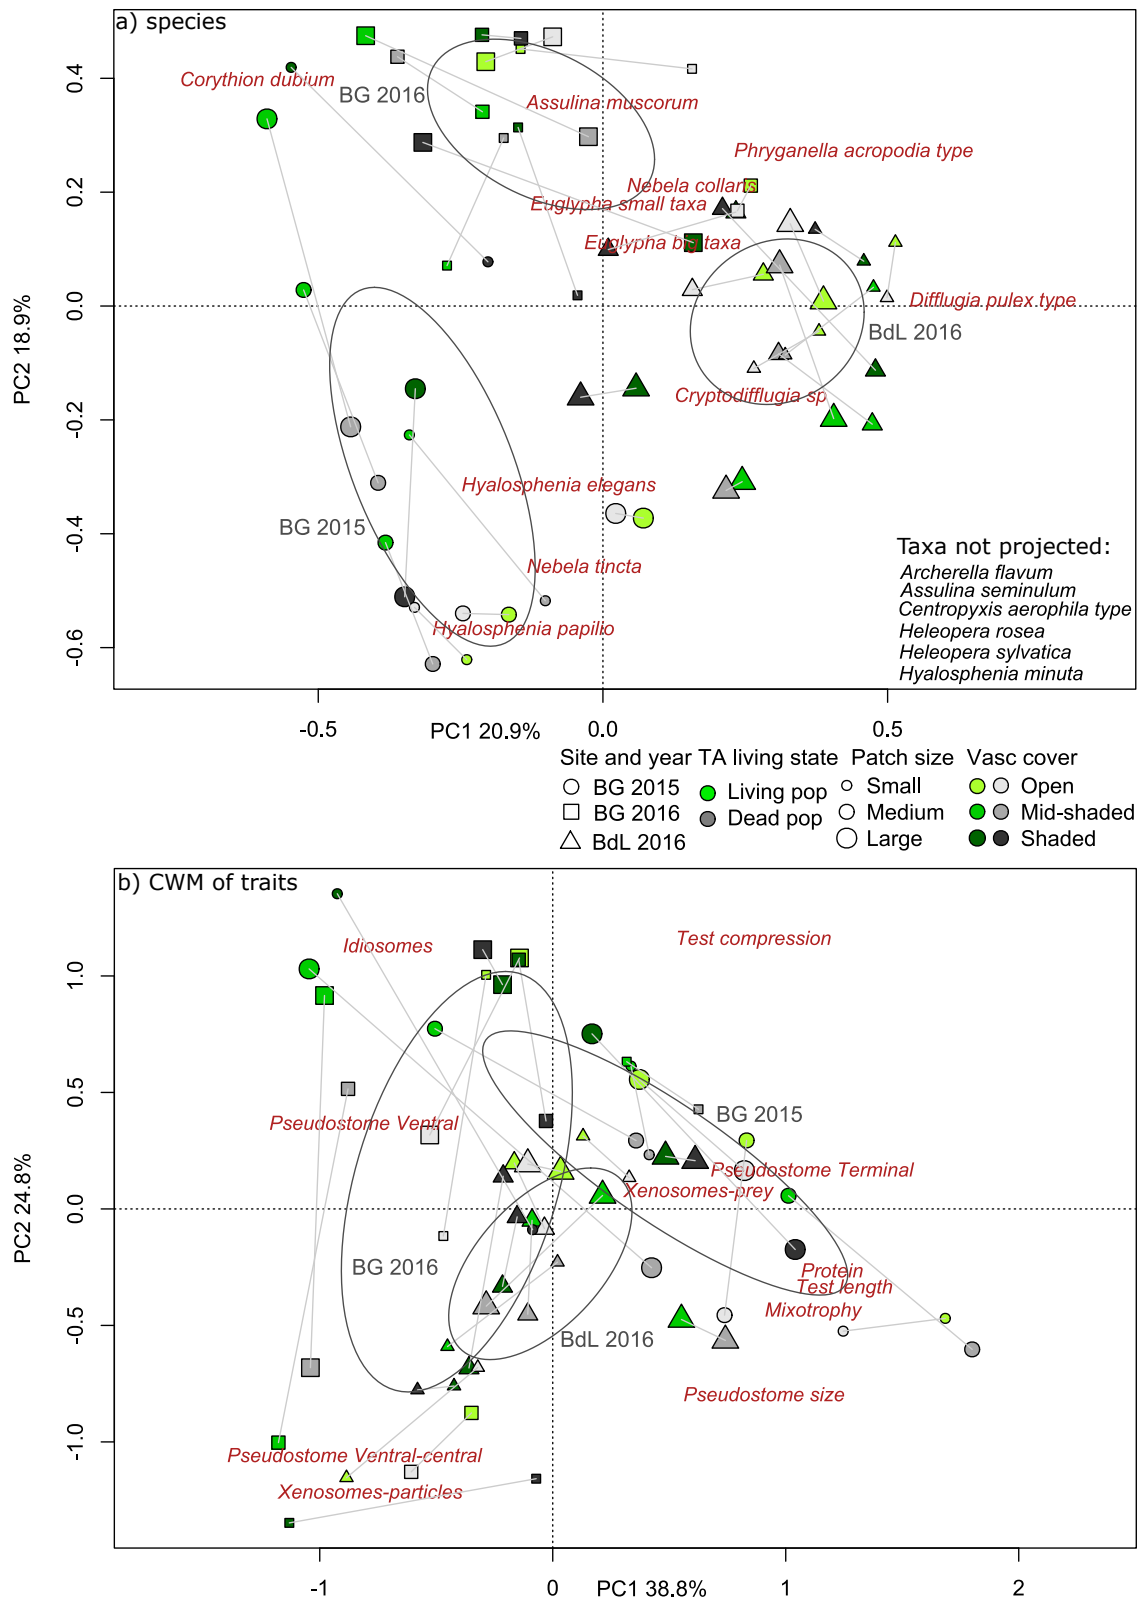 a) species
Corythion dubium
BG 2016
Assulina muscorum
Phryganella acropodia type
Nebela collaris
Euglypha small taxa
Euglypha big taxa
Difflugia pulex type
BdL 2016
Cryptodifflugia sp
Hyalosphenia elegans
BG 2015
Nebela tincta
Hyalosphenia papilio
Taxa not projected:
Archerella flavum
Assulina seminulum
Centropyxis aerophila type
Heleopera rosea
Heleopera sylvatica
Hyalosphenia minuta
PC2 18.9%
0.4
0.2
0.0
-0.2
-0.4
-0.6
-0.5
0.0
0.5
PC1 20.9%
Site and year
BG 2015
BG 2016
BdL 2016
TA living state
Living pop
Dead pop
Patch size
Small
Medium
Large
Vasc cover
Open
Mid-shaded
Shaded
b) CWM of traits
Idiosomes
Test compression
Pseudostome Ventral
BG 2015
Pseudostome Terminal
Xenosomes-prey
BG 2016
Protein
Test length
Mixotrophy
BdL 2016
Pseudostome size
Pseudostome Ventral-central
Xenosomes-particles
PC2 24.8%
1.0
0.5
0.0
-0.5
-1.0
-1
0
1
2
PC1 38.8%